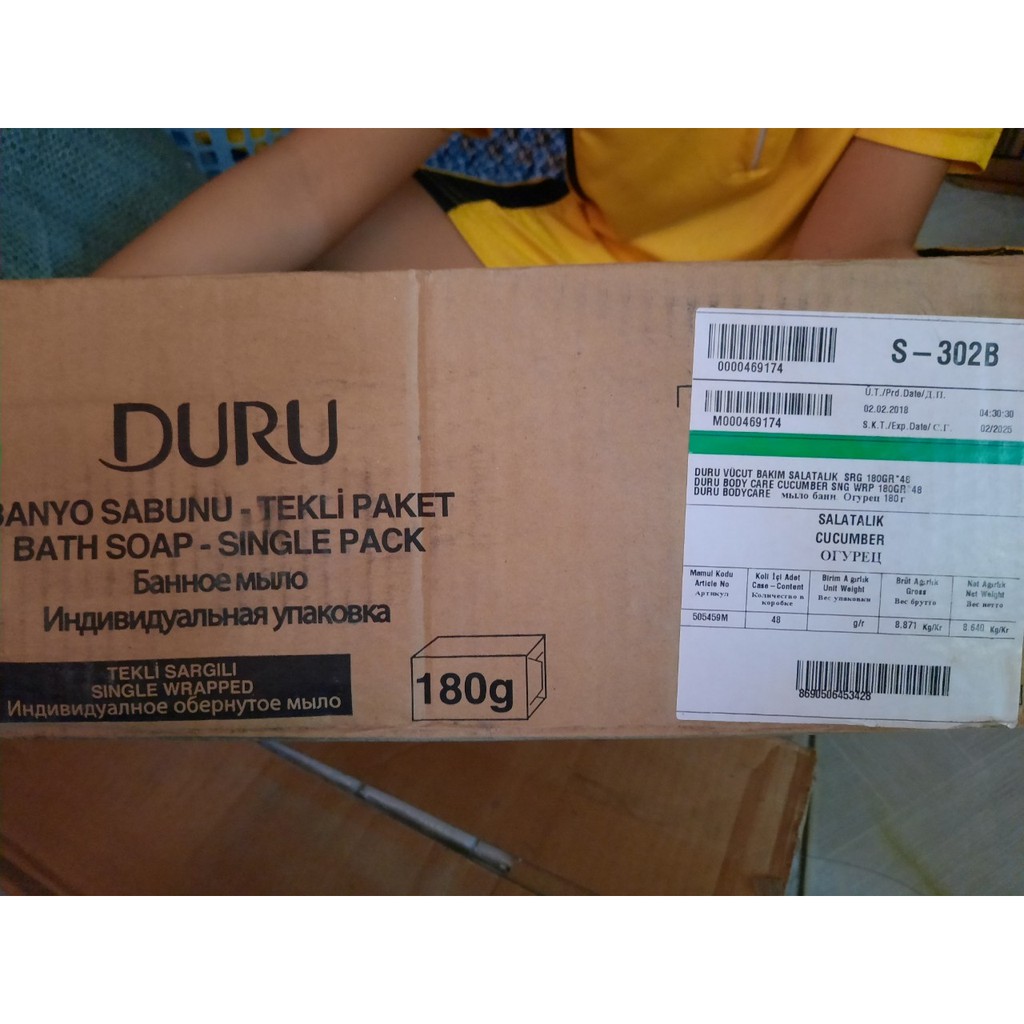 DURU
BANYO SABUNU - TEKLİ PAKET
BATH SOAP - SINGLE PACK
Банное мыло
Индивидуальная упаковка
TEKLİ SARGILI
SINGLE WRAPPED
Индивидуалное обернутое мыло
180g
S-302B
0000469174
Ü.T./Prd.Date/Д.П.
02.02.2018 04:30:30
M000469174
S.K.T./Exp.Date/ С.Г. 02/2025
DURU VÜCUT BAKIM SALATALIK SRG 180GR*48
DURU BODY CARE CUCUMBER SNG WRP 180GR*48
DURU BODYCARE мыло банн Огурец 180 г
SALATALIK
CUCUMBER
ОГУРЕЦ
Mamul Kodu Koli İçi Adet Birim Ağırlık Brüt Ağırlık Net Ağırlık
Article No Case - Content Unit Weight Gross Net Weight
Артикул Количество в коробке Вес упаковки Вес брутто Вес нетто
505459M 48 g/r 8.871 Kg/Kr 8.640 Kg/Kr
8690506453428